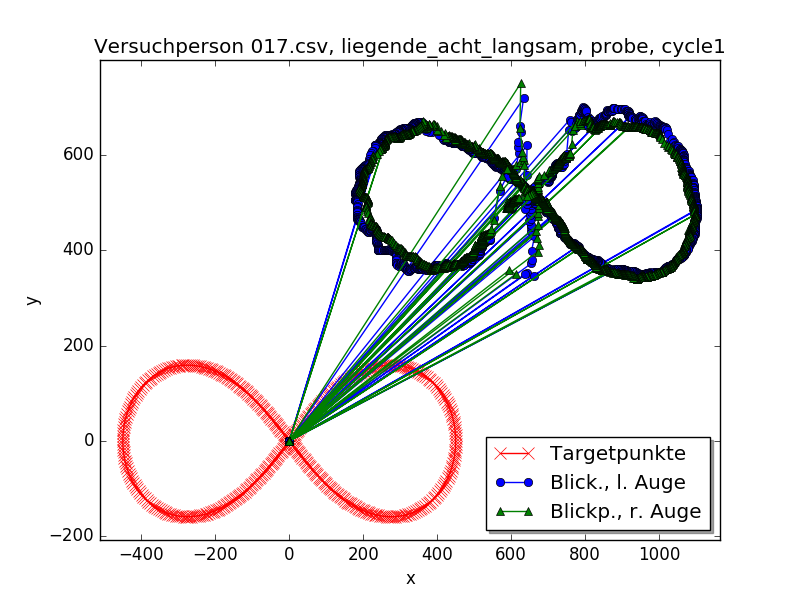 Versuchperson 017.csv, liegende_acht_langsam, probe, cycle1
y
600
400
200
0
−200
−400
−200
0
200
400
600
800
1000
x
Targetpunkte
Blick., l. Auge
Blickp., r. Auge